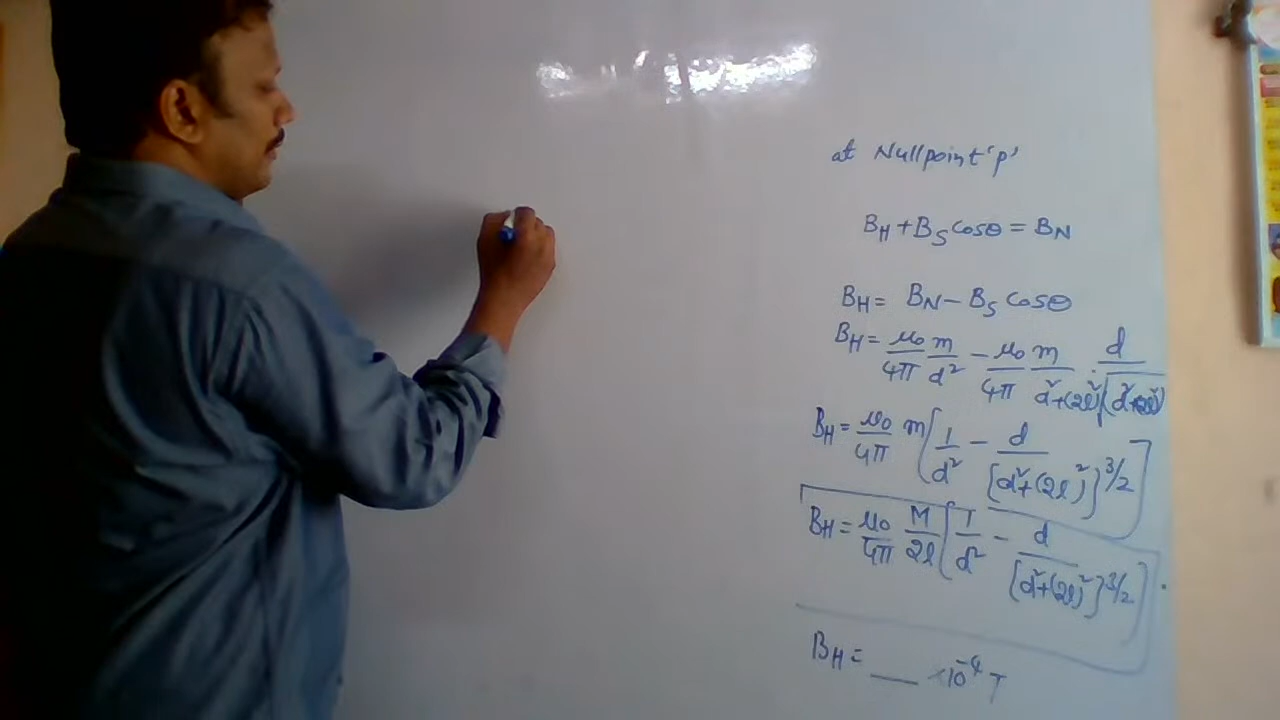 at Nullpoint 'p'
B_H + B_S Cosθ = B_N
B_H = B_N − B_S Cosθ
B_H = μ₀/4π m/d² − μ₀/4π m/(d²+(2l)²) · d/√(d²+(2l)²)
B_H = μ₀/4π m [1/d² − d/[d²+(2l)²]^3/2]
B_H = μ₀/4π M/2l [1/d² − d/[d²+(2l)²]^3/2]
B_H = ___ ×10⁻⁴ T